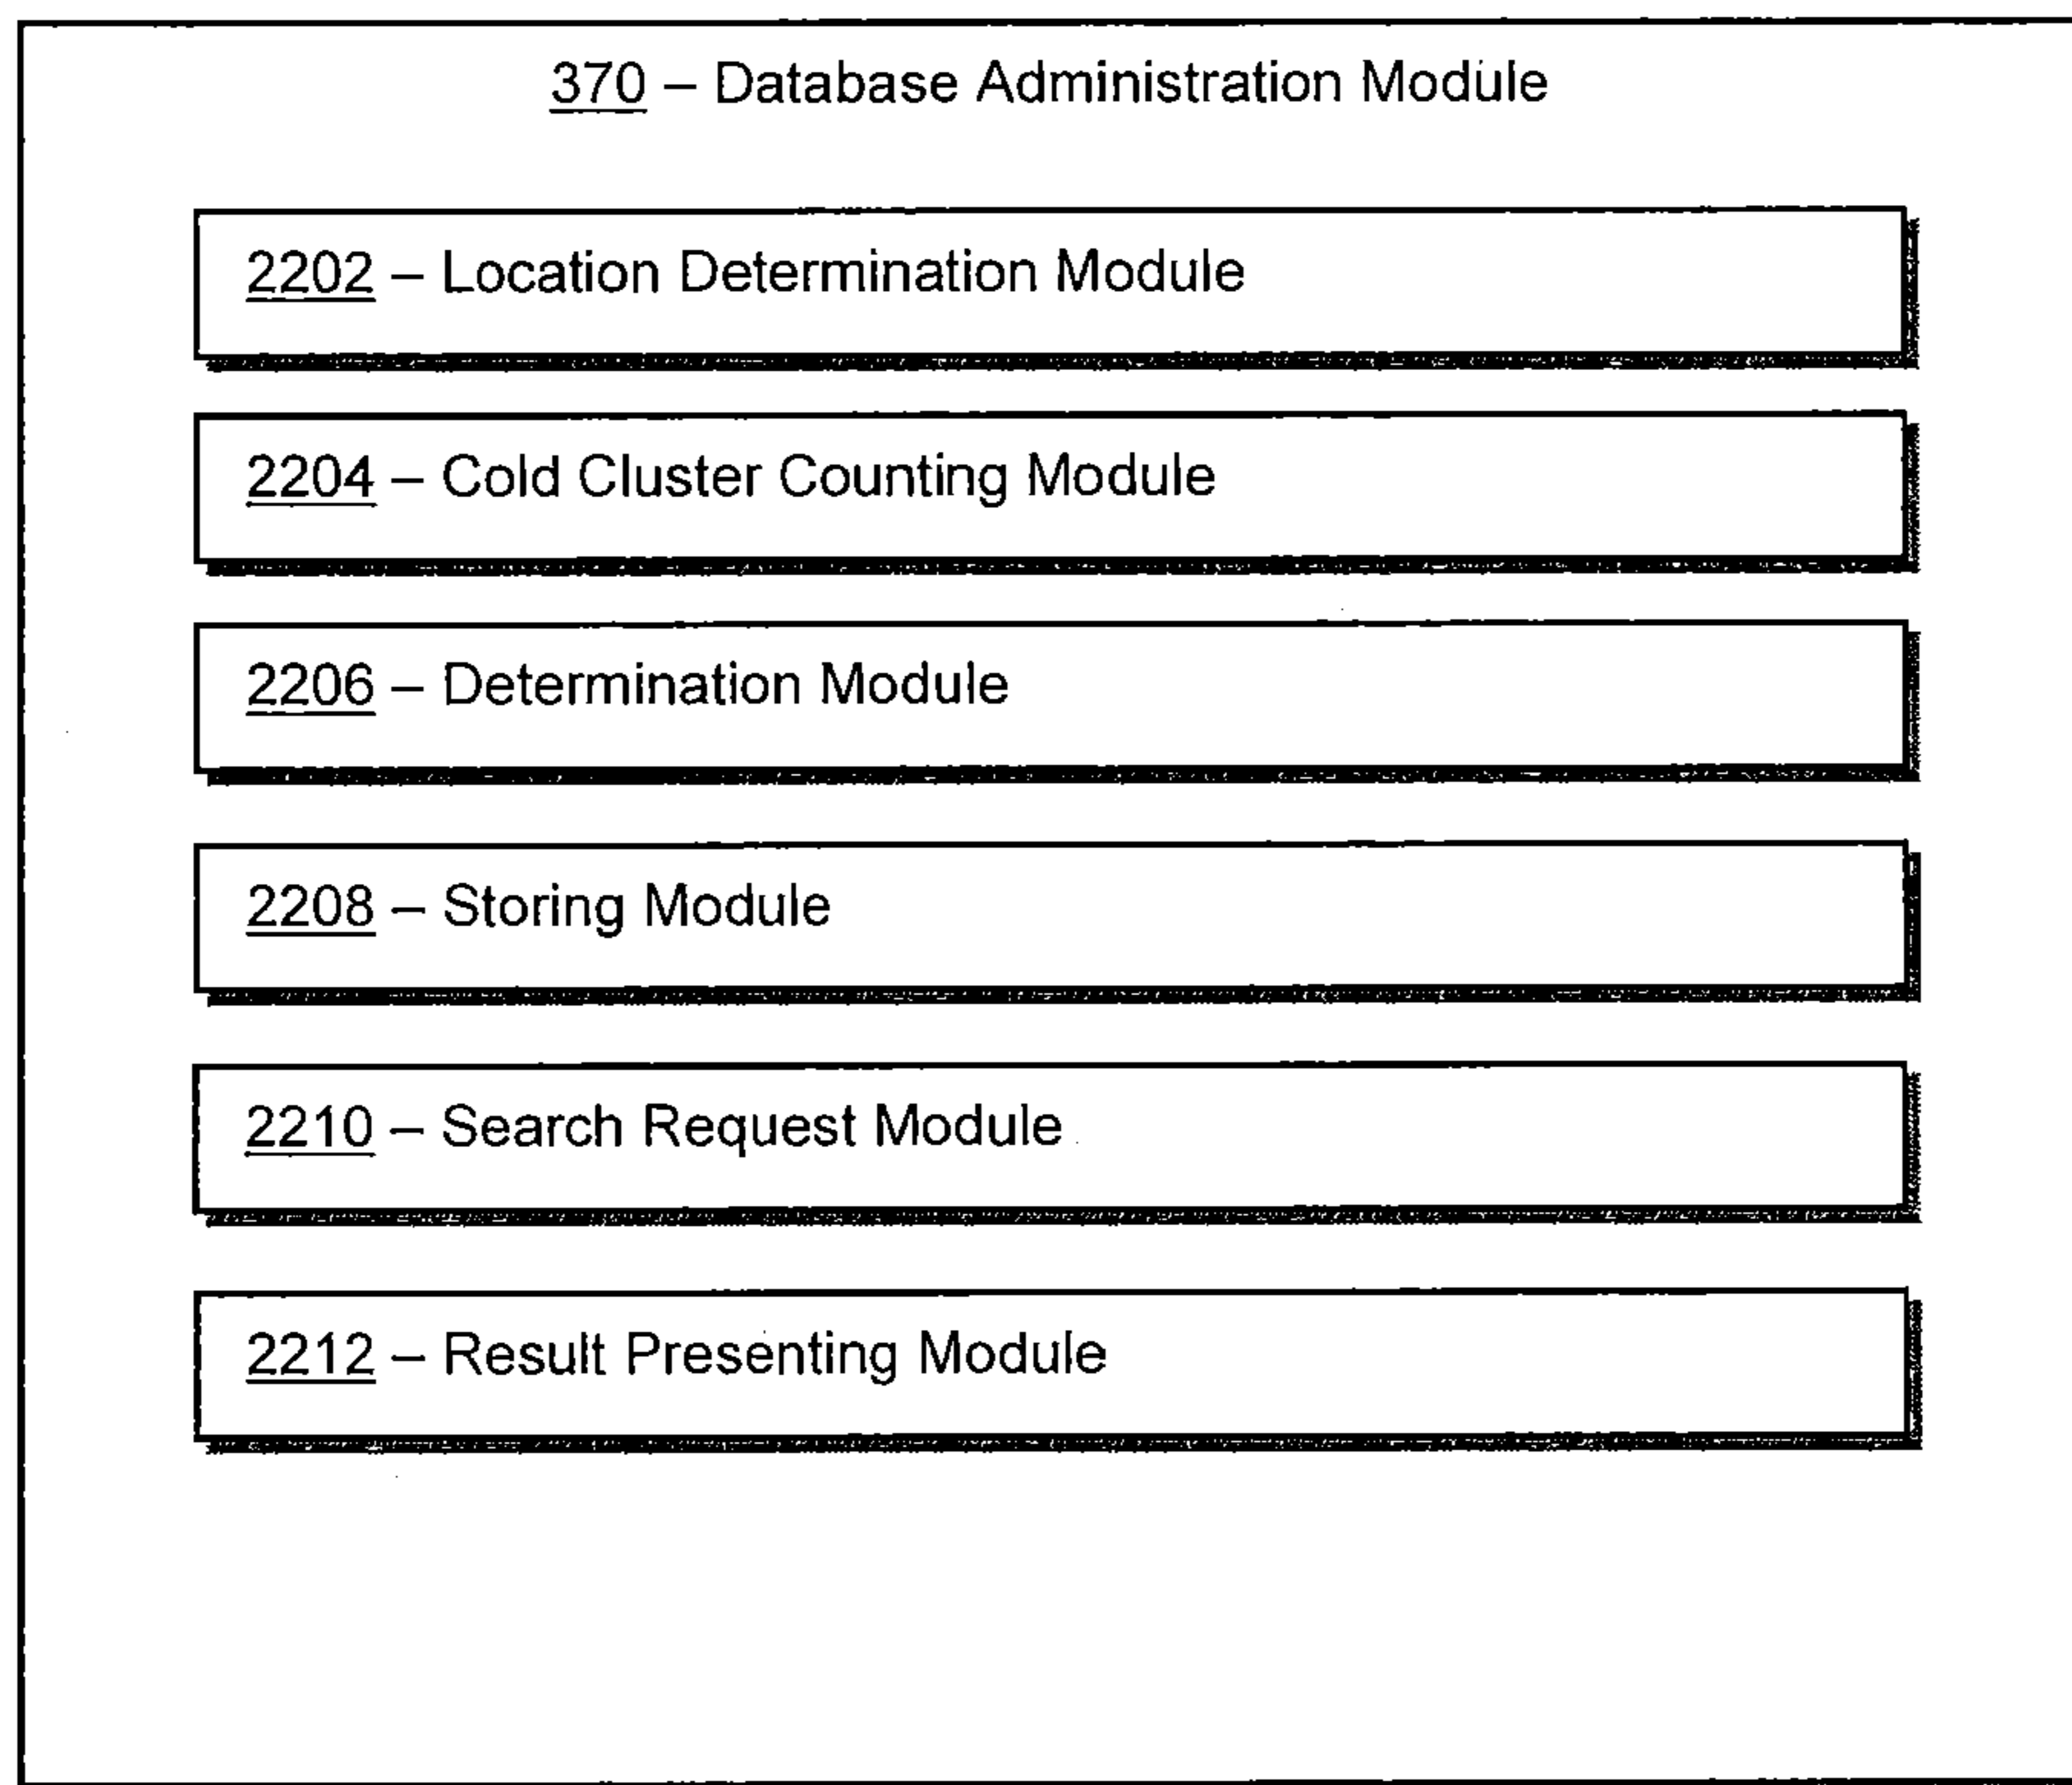 370 – Database Administration Module
2202 – Location Determination Module
2204 – Cold Cluster Counting Module
2206 – Determination Module
2208 – Storing Module
2210 – Search Request Module
2212 – Result Presenting Module